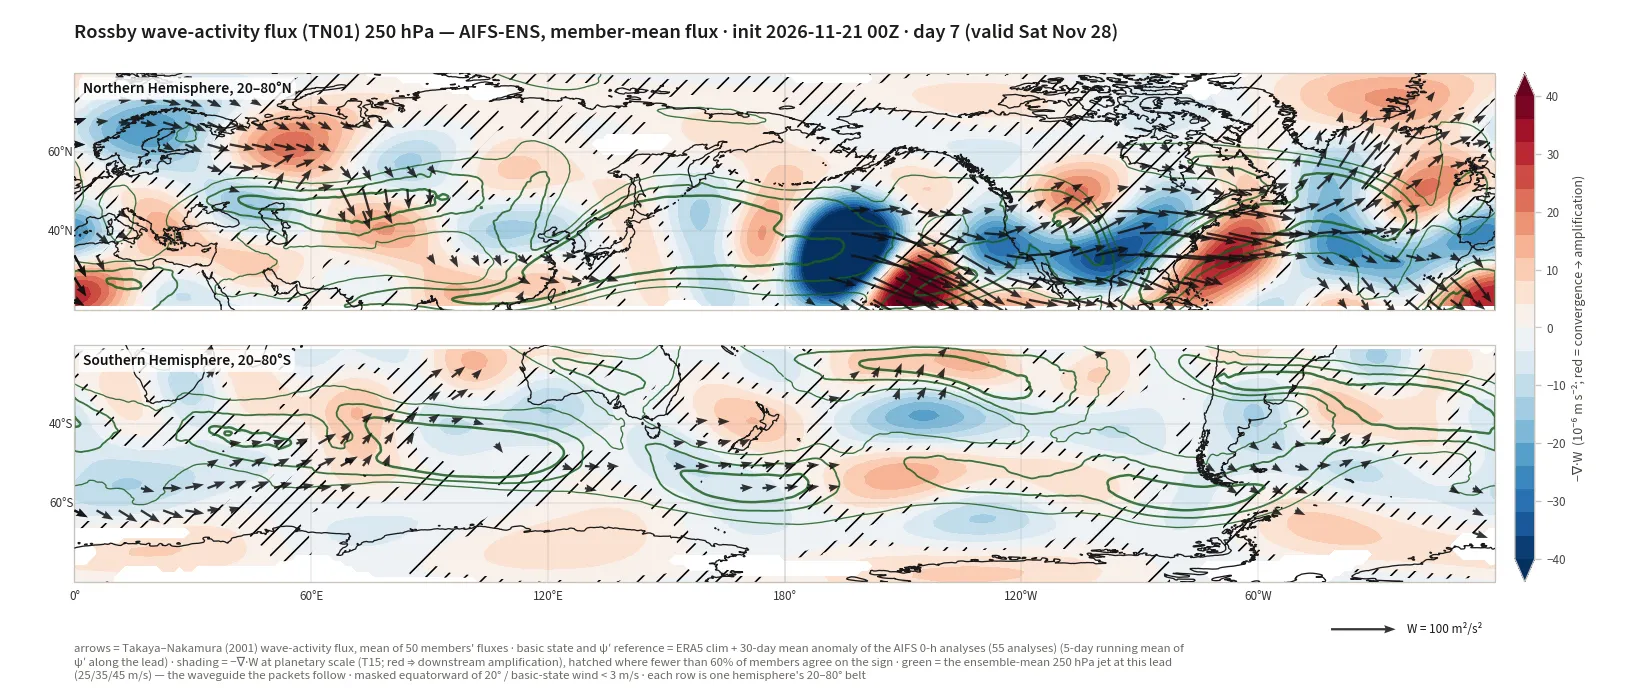 Rossby wave-activity flux (TN01) 250 hPa — AIFS-ENS, member-mean flux · init 2026-11-21 00Z · day 7 (valid Sat Nov 28)
Northern Hemisphere, 20–80°N
60°N
40°N
Southern Hemisphere, 20–80°S
40°S
60°S
0°
60°E
120°E
180°
120°W
60°W
40
30
20
10
0
−10
−20
−30
−40
−∇·W (10⁻⁶ m s⁻²; red = convergence → amplification)
W = 100 m²/s²
arrows = Takaya–Nakamura (2001) wave-activity flux, mean of 50 members' fluxes · basic state and ψ' reference = ERA5 clim + 30-day mean anomaly of the AIFS 0-h analyses (55 analyses) (5-day running mean of
ψ' along the lead) · shading = −∇·W at planetary scale (T15; red ⇒ downstream amplification), hatched where fewer than 60% of members agree on the sign · green = the ensemble-mean 250 hPa jet at this lead
(25/35/45 m/s) — the waveguide the packets follow · masked equatorward of 20° / basic-state wind < 3 m/s · each row is one hemisphere's 20–80° belt